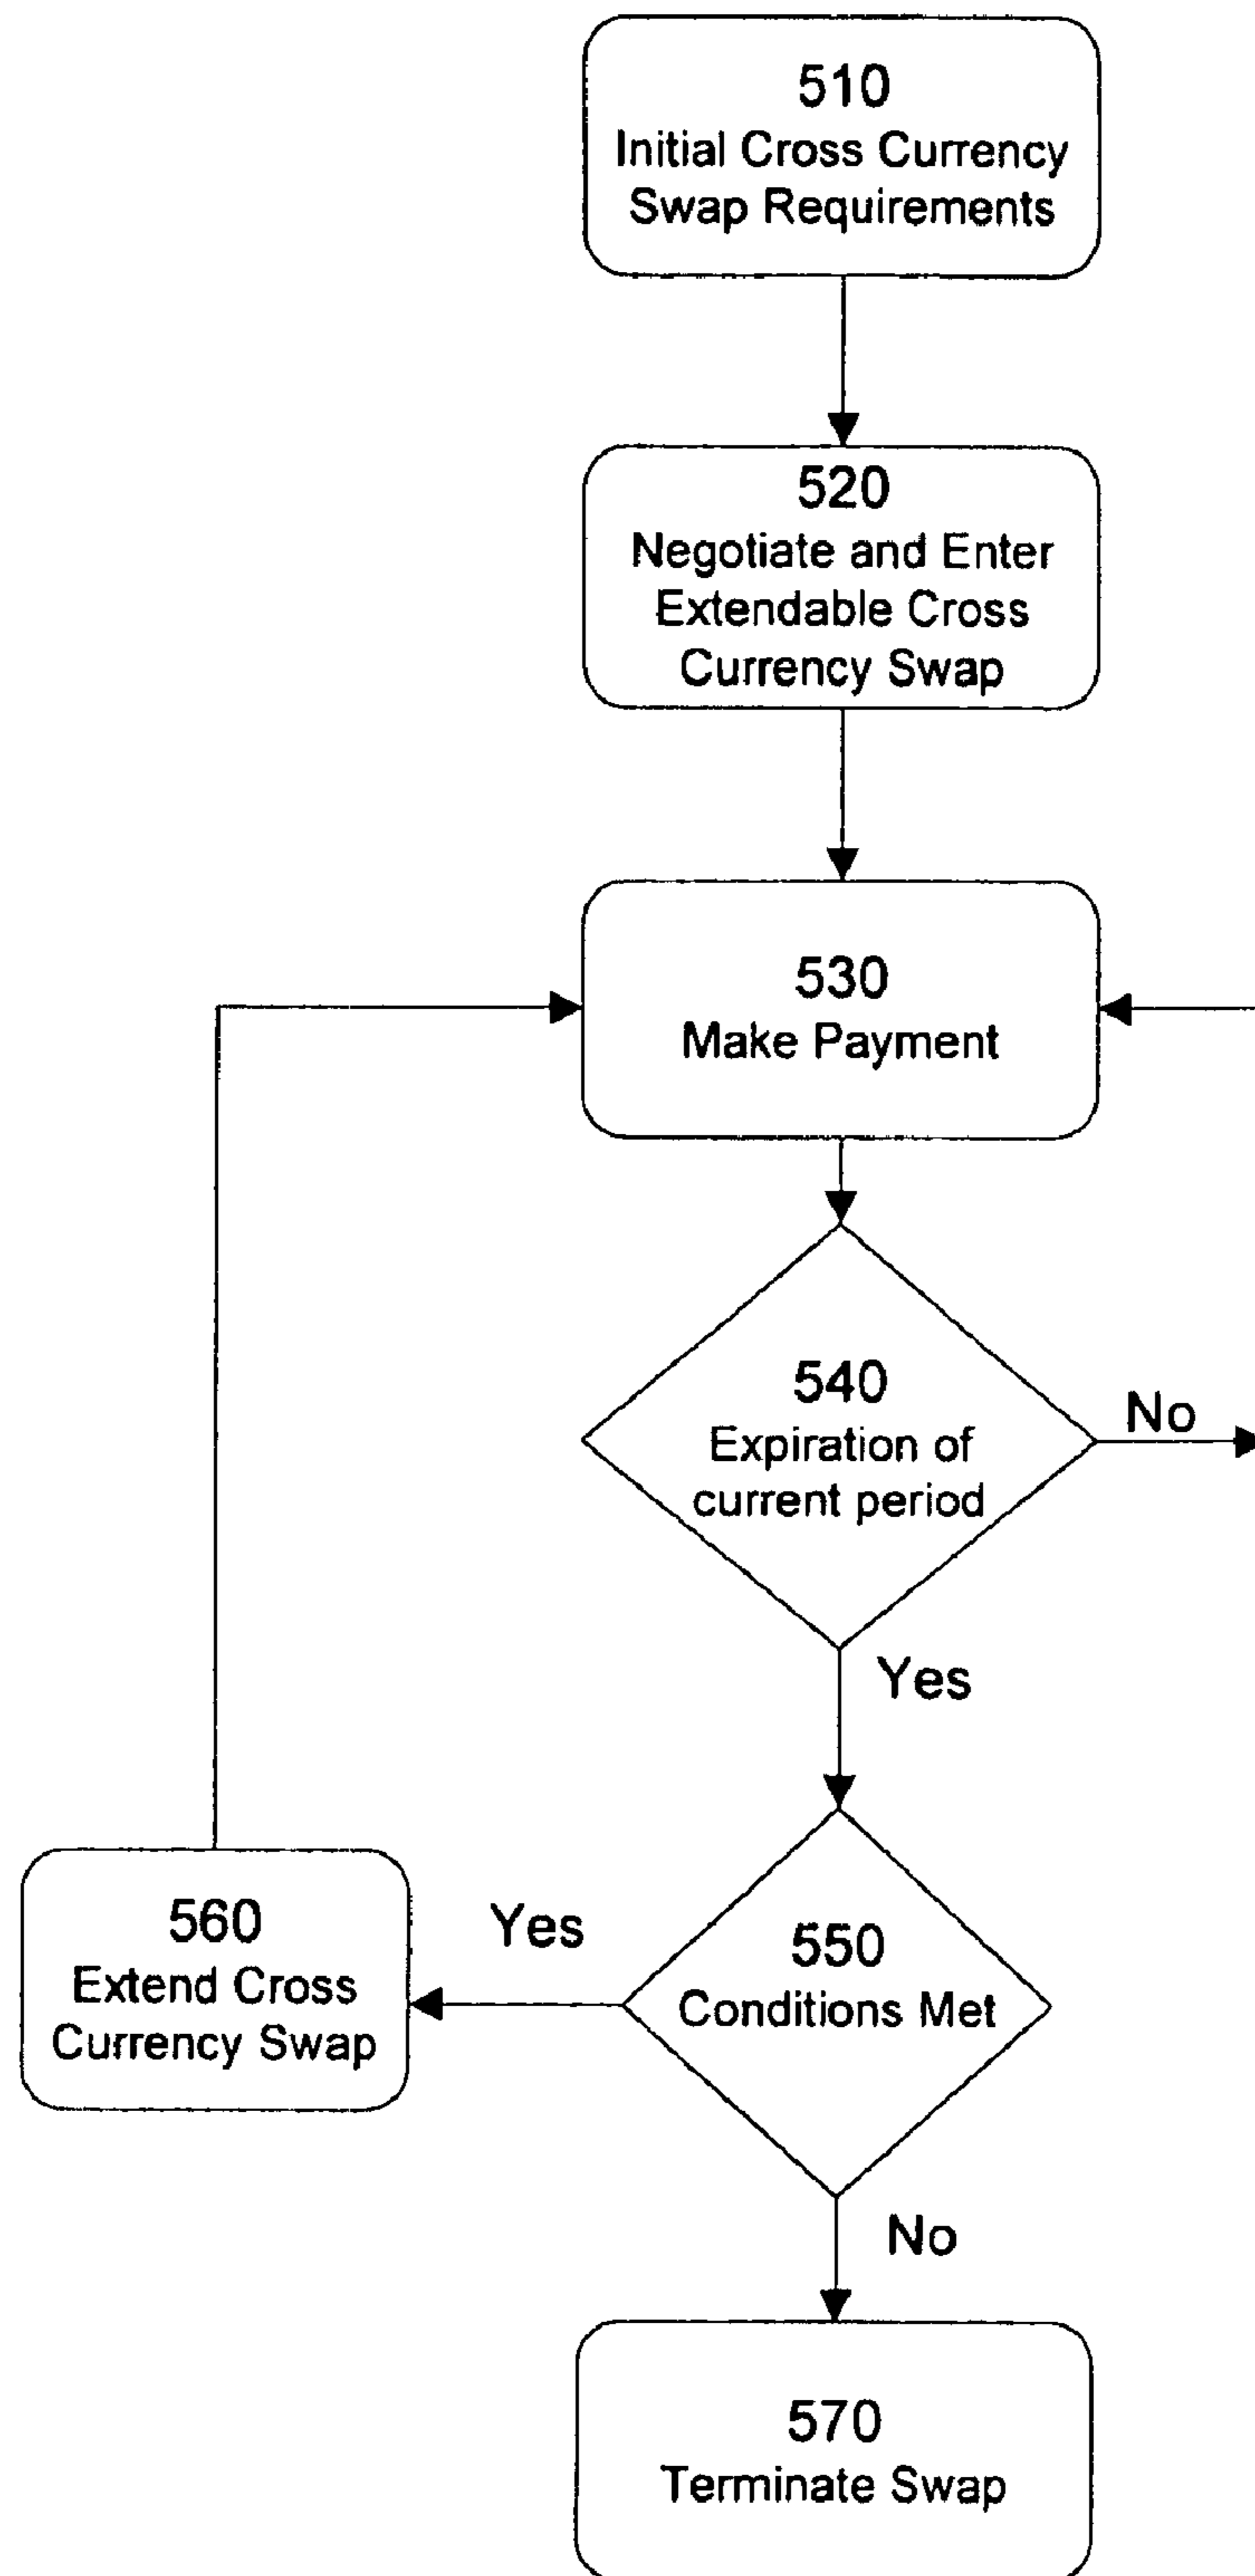 510
Initial Cross Currency
Swap Requirements
520
Negotiate and Enter
Extendable Cross
Currency Swap
530
Make Payment
540
Expiration of
current period
No
Yes
550
Conditions Met
Yes
560
Extend Cross
Currency Swap
No
570
Terminate Swap